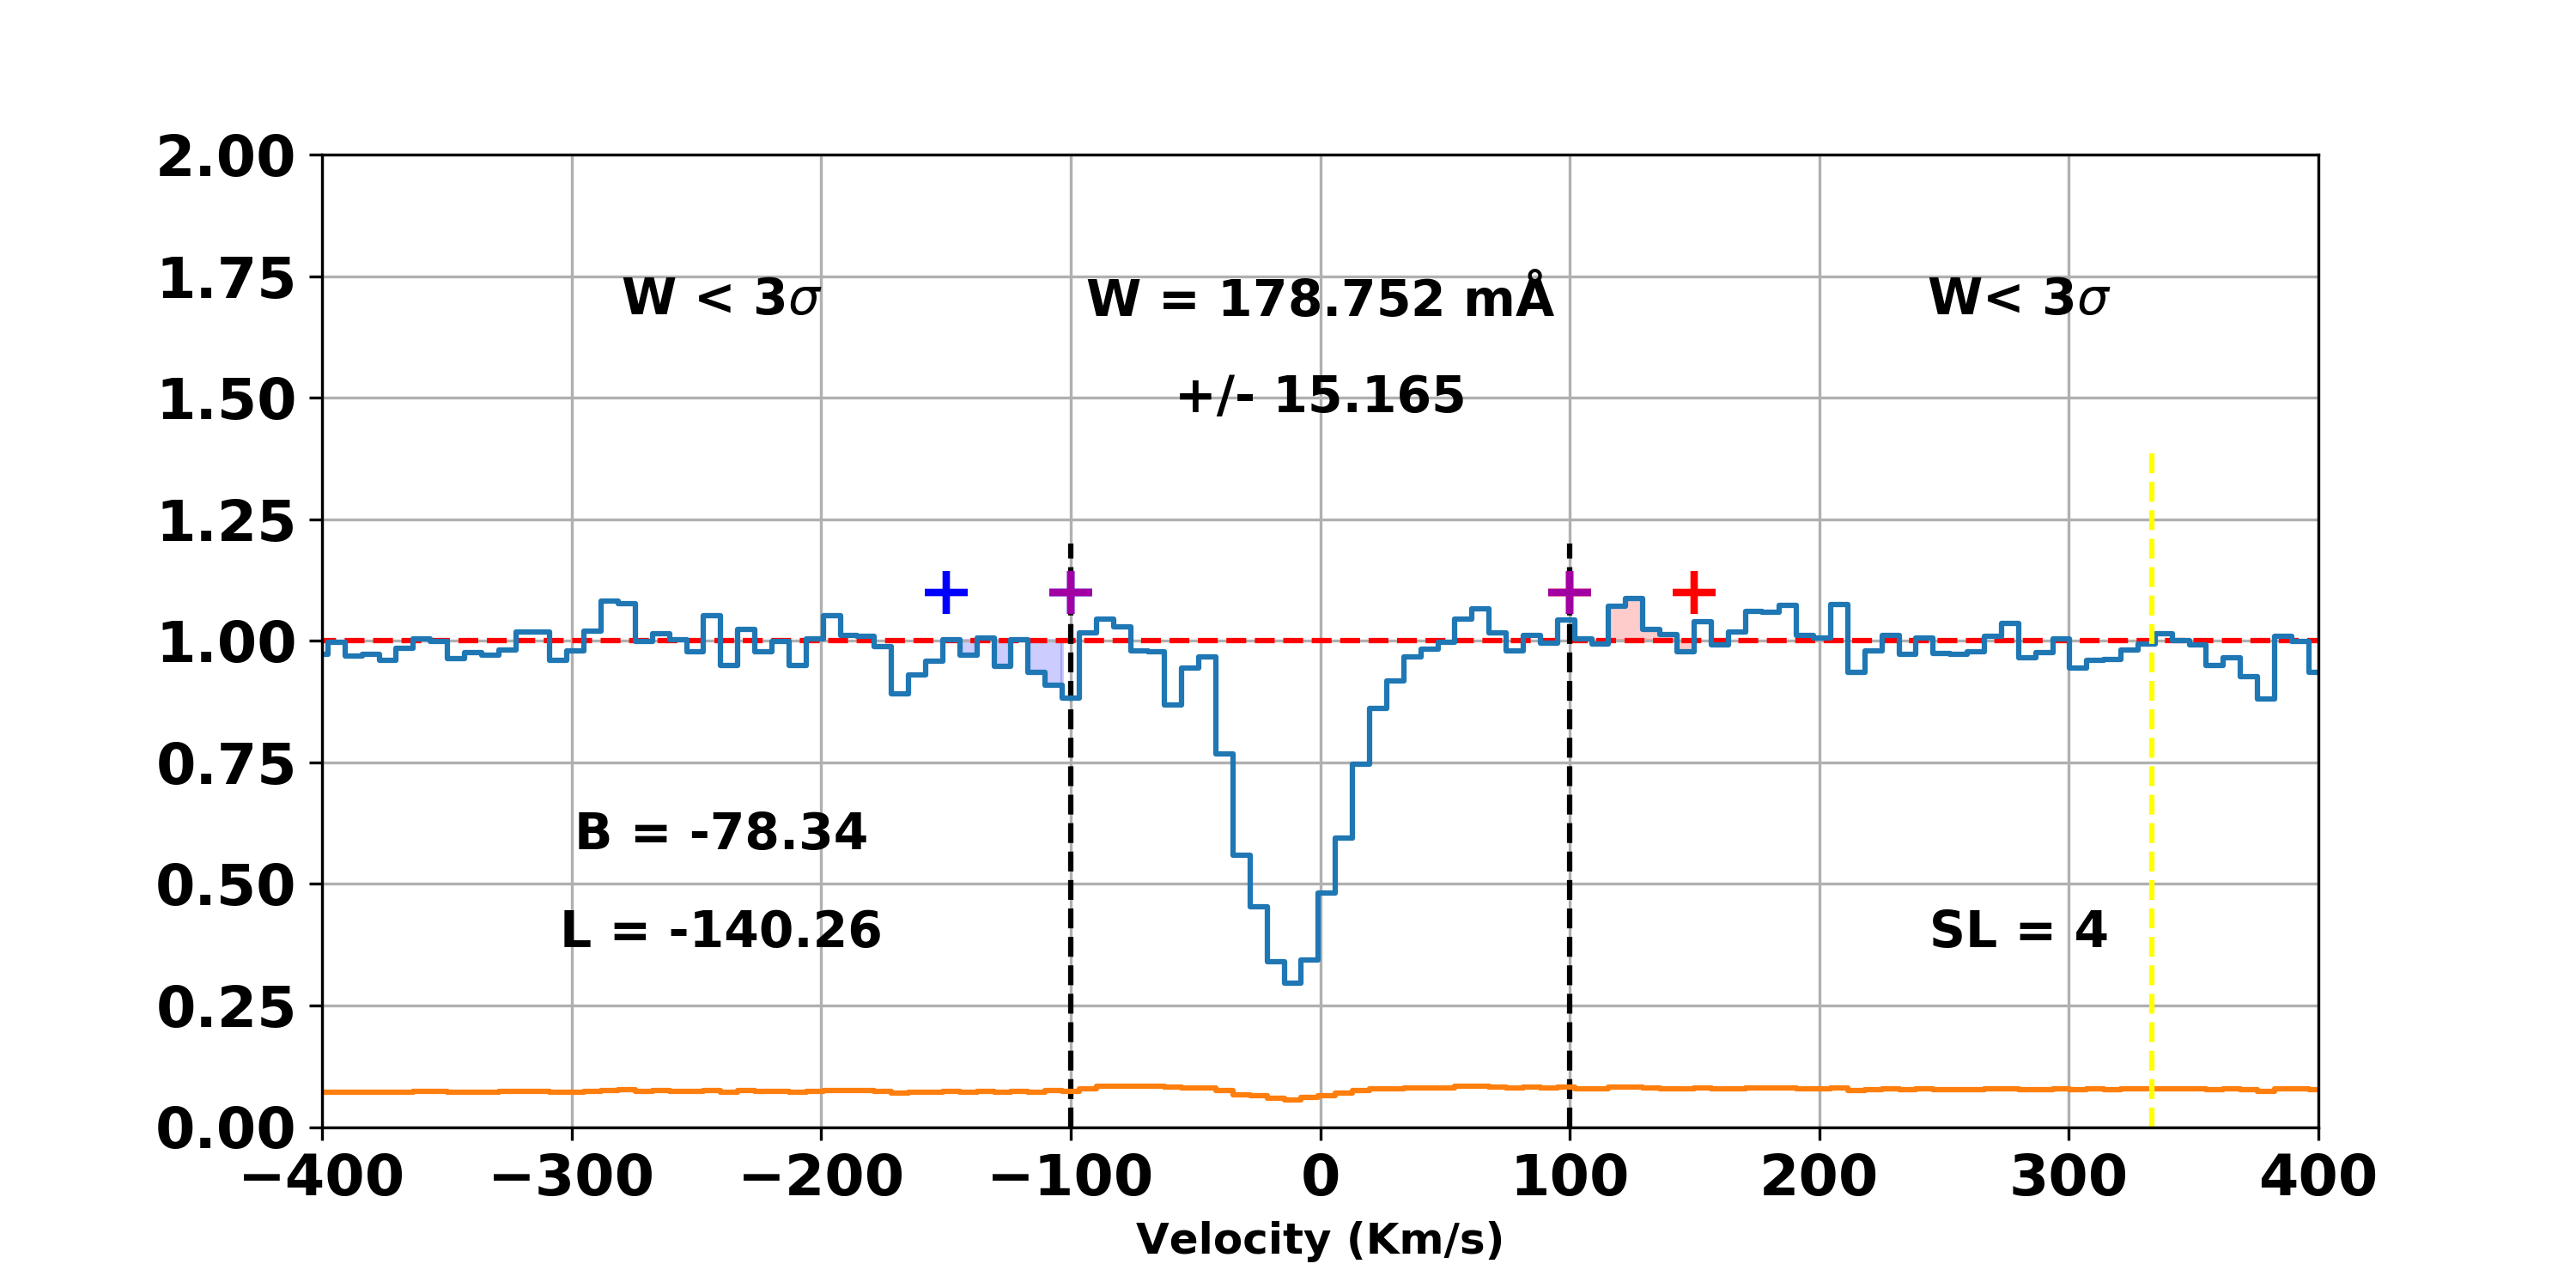 2.00
1.75
1.50
1.25
1.00
0.75
0.50
0.25
0.00
W < 3σ
W = 178.752 mÅ
+/- 15.165
W< 3σ
B = -78.34
L = -140.26
SL = 4
−400 −300 −200 −100 0 100 200 300 400
Velocity (Km/s)